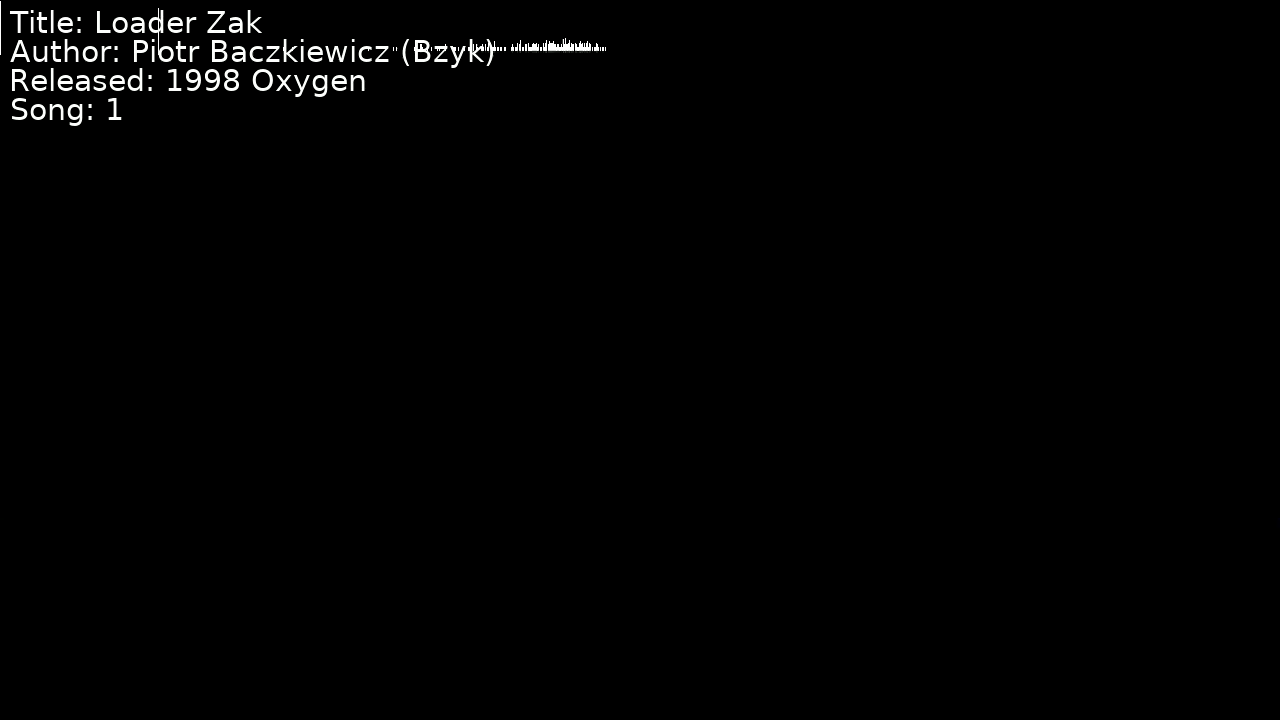 Title: Loader Zak
Author: Piotr Baczkiewicz (Bzyk)
Released: 1998 Oxygen
Song: 1